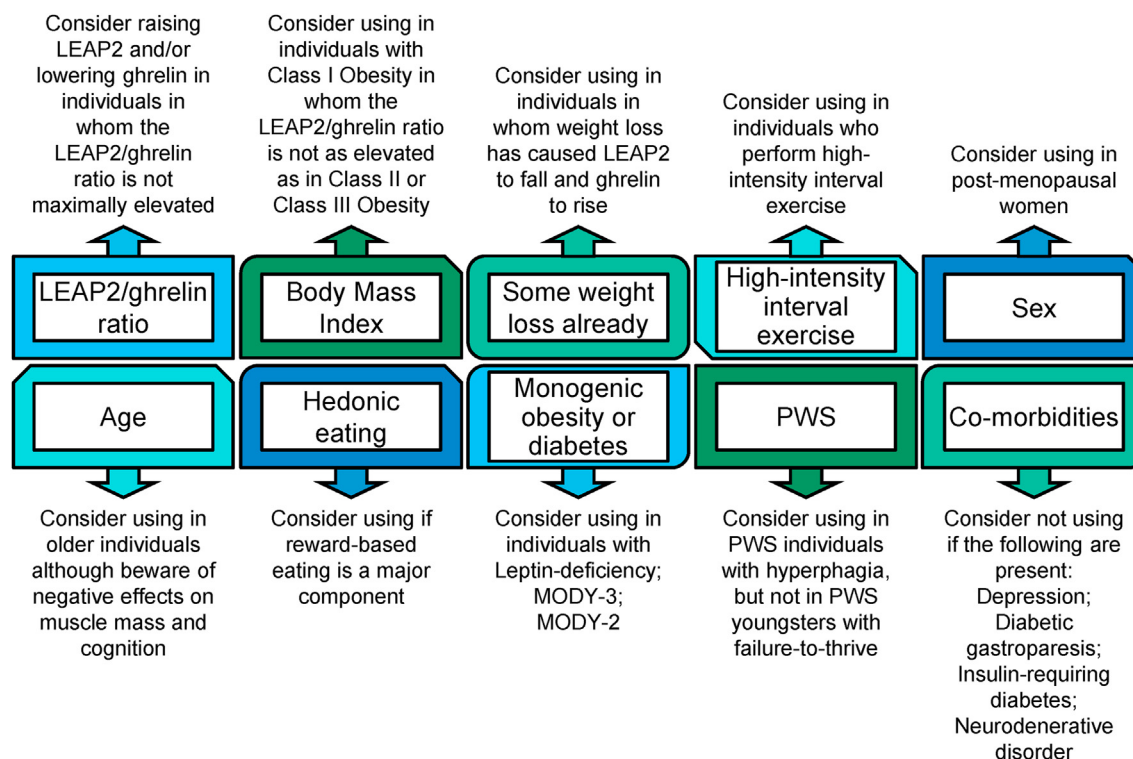 Consider raising
LEAP2 and/or
lowering ghrelin in
individuals in
whom the
LEAP2/ghrelin
ratio is not
maximally elevated
Consider using in
individuals with
Class I Obesity in
whom the
LEAP2/ghrelin ratio
is not as elevated
as in Class II or
Class III Obesity
Consider using in
individuals in
whom weight loss
has caused LEAP2
to fall and ghrelin
to rise
Consider using in
individuals who
perform high-
intensity interval
exercise
Consider using in
post-menopausal
women
LEAP2/ghrelin
ratio
Body Mass
Index
Some weight
loss already
High-intensity
interval
exercise
Sex
Age
Hedonic
eating
Monogenic
obesity or
diabetes
PWS
Co-morbidities
Consider using in
older individuals
although beware of
negative effects on
muscle mass and
cognition
Consider using if
reward-based
eating is a major
component
Consider using in
individuals with
Leptin-deficiency;
MODY-3;
MODY-2
Consider using in
PWS individuals
with hyperphagia,
but not in PWS
youngsters with
failure-to-thrive
Consider not using
if the following are
present:
Depression;
Diabetic
gastroparesis;
Insulin-requiring
diabetes;
Neurodenerative
disorder